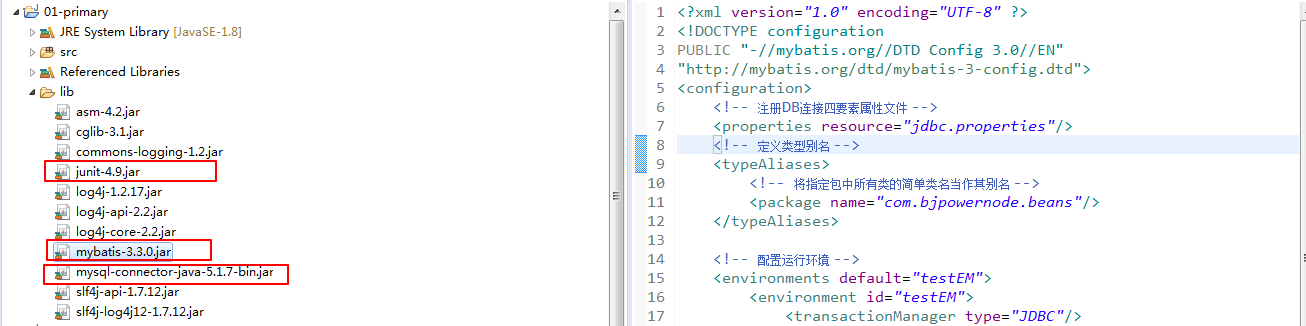 01-primary
JRE System Library [JavaSE-1.8]
src
Referenced Libraries
lib
asm-4.2.jar
cglib-3.1.jar
commons-logging-1.2.jar
junit-4.9.jar
log4j-1.2.17.jar
log4j-api-2.2.jar
log4j-core-2.2.jar
mybatis-3.3.0.jar
mysql-connector-java-5.1.7-bin.jar
slf4j-api-1.7.12.jar
slf4j-log4j12-1.7.12.jar
1 <?xml version="1.0" encoding="UTF-8" ?>
2 <!DOCTYPE configuration
3 PUBLIC "-//mybatis.org//DTD Config 3.0//EN"
4 "http://mybatis.org/dtd/mybatis-3-config.dtd">
5 <configuration>
6 <!-- 注册DB连接四要素属性文件 -->
7 <properties resource="jdbc.properties"/>
8 <!-- 定义类型别名 -->
9 <typeAliases>
10 <!-- 将指定包中所有类的简单类名当作其别名 -->
11 <package name="com.bjpowernode.beans"/>
12 </typeAliases>
13
14 <!-- 配置运行环境 -->
15 <environments default="testEM">
16 <environment id="testEM">
17 <transactionManager type="JDBC"/>